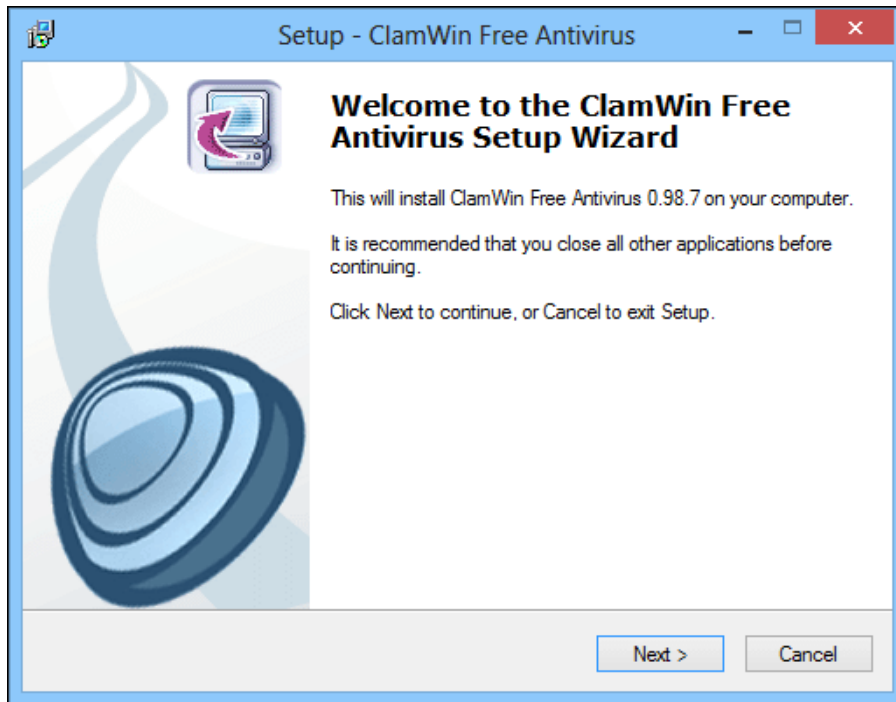 Setup - ClamWin Free Antivirus
Welcome to the ClamWin Free
Antivirus Setup Wizard
This will install ClamWin Free Antivirus 0.98.7 on your computer.
It is recommended that you close all other applications before
continuing.
Click Next to continue, or Cancel to exit Setup.
Next >
Cancel